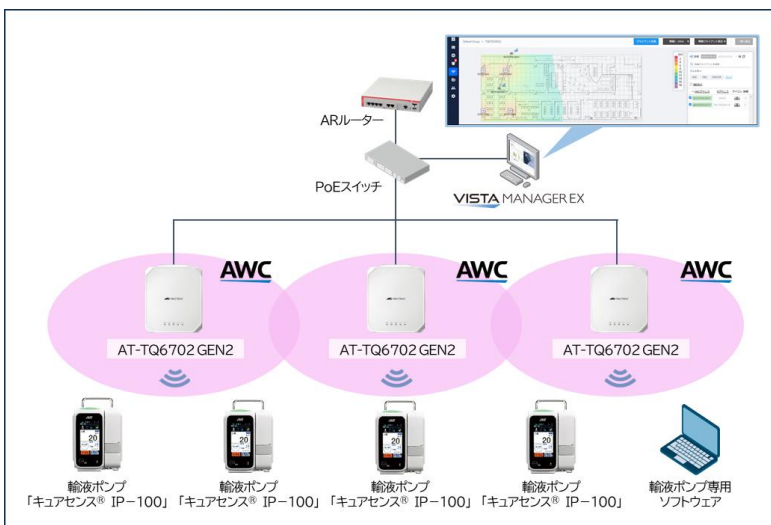 ARルーター
PoEスイッチ
VISTA MANAGER EX
AWC
AWC
AWC
AT-TQ6702 GEN2
AT-TQ6702 GEN2
AT-TQ6702 GEN2
20
20
20
20
輸液ポンプ
「キュアセンス® IP-100」
輸液ポンプ
「キュアセンス® IP-100」
輸液ポンプ
「キュアセンス® IP-100」
輸液ポンプ
「キュアセンス® IP-100」
輸液ポンプ専用
ソフトウェア